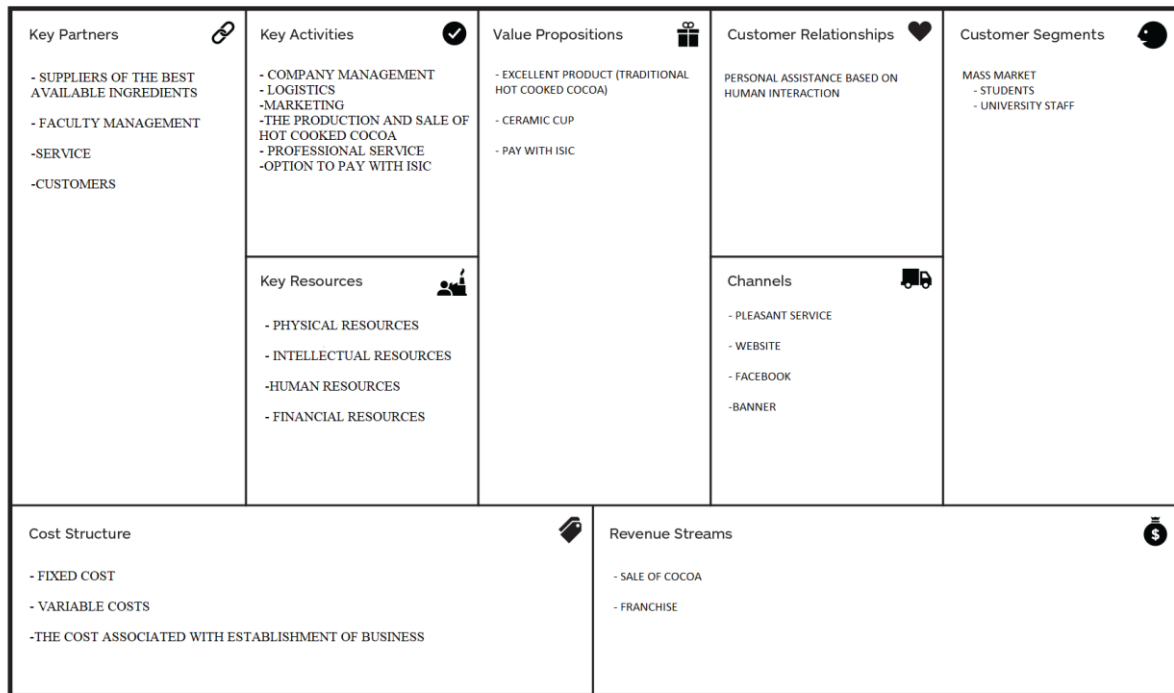 Key Partners
- SUPPLIERS OF THE BEST
AVAILABLE INGREDIENTS
- FACULTY MANAGEMENT
-SERVICE
-CUSTOMERS
Key Activities
- COMPANY MANAGEMENT
- LOGISTICS
-MARKETING
-THE PRODUCTION AND SALE OF
HOT COOKED COCOA
- PROFESSIONAL SERVICE
-OPTION TO PAY WITH ISIC
Key Resources
- PHYSICAL RESOURCES
- INTELLECTUAL RESOURCES
-HUMAN RESOURCES
- FINANCIAL RESOURCES
Value Propositions
- EXCELLENT PRODUCT (TRADITIONAL
HOT COOKED COCOA)
- CERAMIC CUP
- PAY WITH ISIC
Customer Relationships
PERSONAL ASSISTANCE BASED ON
HUMAN INTERACTION
Channels
- PLEASANT SERVICE
- WEBSITE
- FACEBOOK
-BANNER
Customer Segments
MASS MARKET
- STUDENTS
- UNIVERSITY STAFF
Cost Structure
- FIXED COST
- VARIABLE COSTS
-THE COST ASSOCIATED WITH ESTABLISHMENT OF BUSINESS
Revenue Streams
$
- SALE OF COCOA
- FRANCHISE